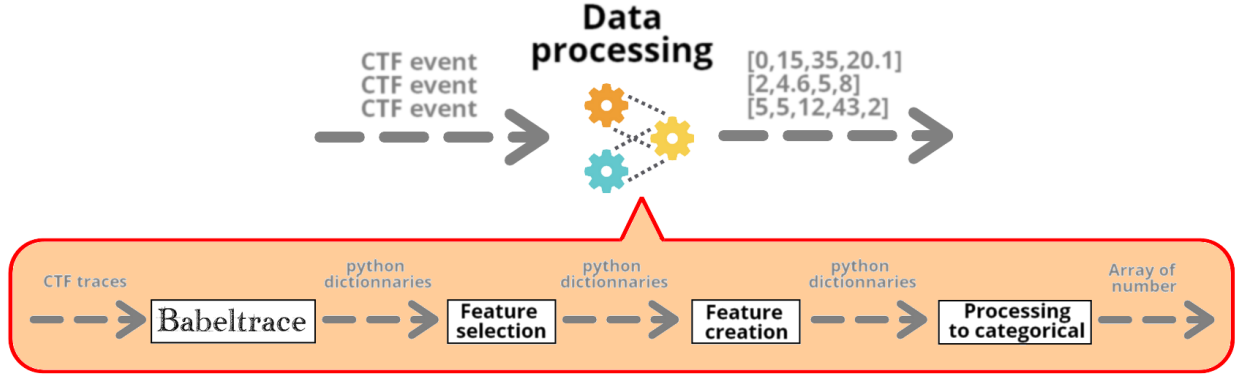 Data
processing
CTF event
CTF event
CTF event
[0,15,35,20.1]
[2,4.6,5,8]
[5,5,12,43,2]
CTF traces
Babeltrace
python
dictionnaries
Feature
selection
python
dictionnaries
Feature
creation
python
dictionnaries
Processing
to categorical
Array of
number